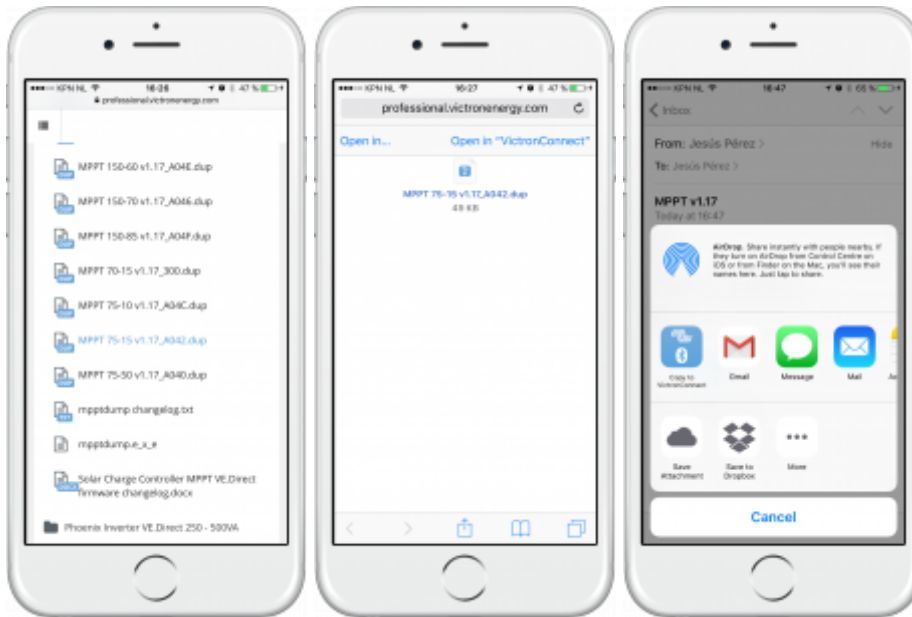 KPN NL 16:26 47 %
professional.victronenergy.com
MPPT 150-60 v1.17_A04E.dup
MPPT 150-70 v1.17_A046.dup
MPPT 150-85 v1.17_A04F.dup
MPPT 70-15 v1.17_300.dup
MPPT 75-10 v1.17_A04C.dup
MPPT 75-15 v1.17_A042.dup
MPPT 75-50 v1.17_A040.dup
mpptdump changelog.txt
mpptdump.e_x_e
Solar Charge Controller MPPT VE.Direct
firmware changelog.docx
Phoenix Inverter VE.Direct 250 - 500VA
KPN NL 16:27 47 %
professional.victronenergy.com
Open in... Open in "VictronConnect"
MPPT 75-15 v1.17_A042.dup
49 KB
KPN NL 16:47 65 %
Inbox
From: Jesús Pérez > Hide
To: Jesús Pérez >
MPPT v1.17
Today at 16:47
AirDrop. Share instantly with people nearby. If
they turn on AirDrop from Control Centre on
iOS or from Finder on the Mac, you'll see their
names here. Just tap to share.
Copy to
VictronConnect
Gmail
Message
Mail
Save
Attachment
Save to
Dropbox
More
Cancel